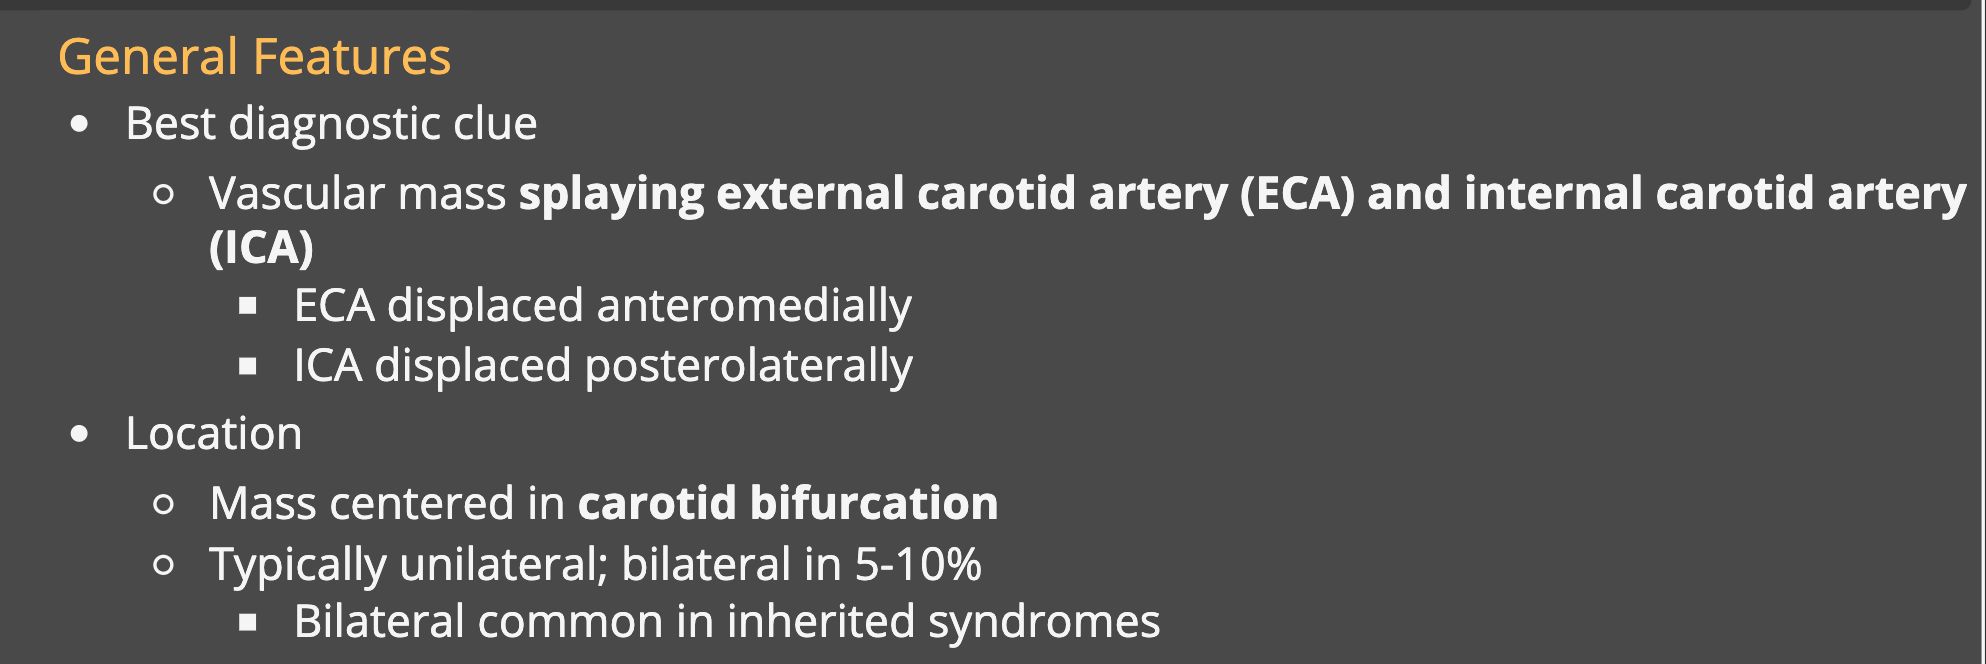 General Features
• Best diagnostic clue
○ Vascular mass splaying external carotid artery (ECA) and internal carotid artery
(ICA)
▪ ECA displaced anteromedially
▪ ICA displaced posterolaterally
• Location
○ Mass centered in carotid bifurcation
○ Typically unilateral; bilateral in 5-10%
▪ Bilateral common in inherited syndromes